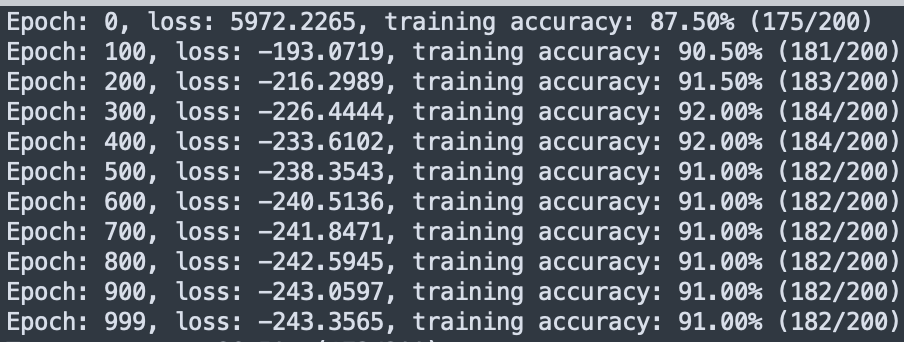 Epoch: 0, loss: 5972.2265, training accuracy: 87.50% (175/200)
Epoch: 100, loss: -193.0719, training accuracy: 90.50% (181/200)
Epoch: 200, loss: -216.2989, training accuracy: 91.50% (183/200)
Epoch: 300, loss: -226.4444, training accuracy: 92.00% (184/200)
Epoch: 400, loss: -233.6102, training accuracy: 92.00% (184/200)
Epoch: 500, loss: -238.3543, training accuracy: 91.00% (182/200)
Epoch: 600, loss: -240.5136, training accuracy: 91.00% (182/200)
Epoch: 700, loss: -241.8471, training accuracy: 91.00% (182/200)
Epoch: 800, loss: -242.5945, training accuracy: 91.00% (182/200)
Epoch: 900, loss: -243.0597, training accuracy: 91.00% (182/200)
Epoch: 999, loss: -243.3565, training accuracy: 91.00% (182/200)